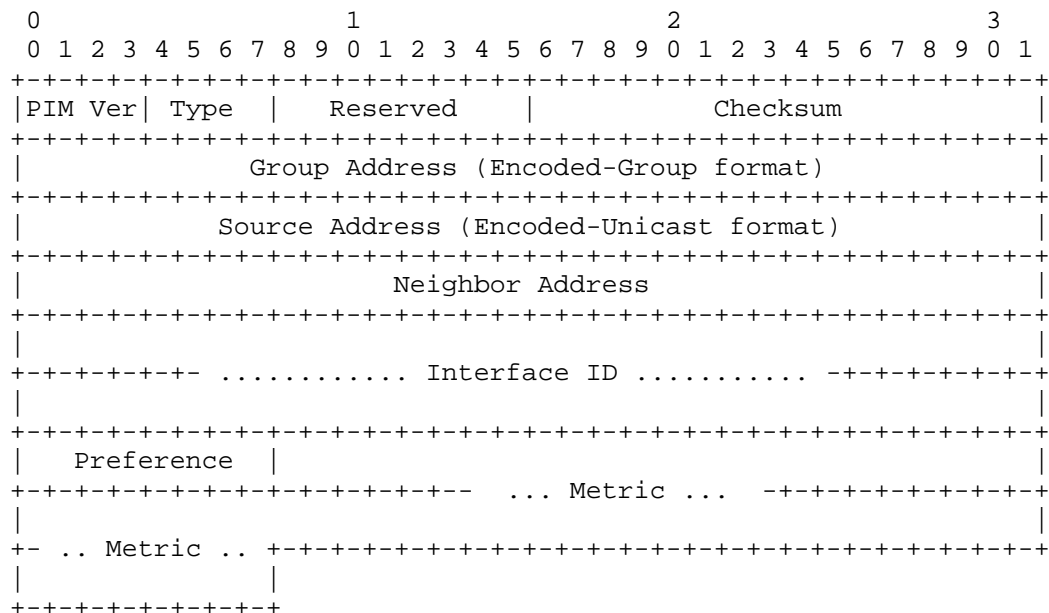 0                   1                   2                   3
 0 1 2 3 4 5 6 7 8 9 0 1 2 3 4 5 6 7 8 9 0 1 2 3 4 5 6 7 8 9 0 1
+-+-+-+-+-+-+-+-+-+-+-+-+-+-+-+-+-+-+-+-+-+-+-+-+-+-+-+-+-+-+-+-+
|PIM Ver| Type  |   Reserved    |           Checksum            |
+-+-+-+-+-+-+-+-+-+-+-+-+-+-+-+-+-+-+-+-+-+-+-+-+-+-+-+-+-+-+-+-+
|              Group Address (Encoded-Group format)             |
+-+-+-+-+-+-+-+-+-+-+-+-+-+-+-+-+-+-+-+-+-+-+-+-+-+-+-+-+-+-+-+-+
|            Source Address (Encoded-Unicast format)            |
+-+-+-+-+-+-+-+-+-+-+-+-+-+-+-+-+-+-+-+-+-+-+-+-+-+-+-+-+-+-+-+-+
|                       Neighbor Address                        |
+-+-+-+-+-+-+-+-+-+-+-+-+-+-+-+-+-+-+-+-+-+-+-+-+-+-+-+-+-+-+-+-+
|                                                               |
+-+-+-+-+-+- ............ Interface ID ........... -+-+-+-+-+-+-+
|                                                               |
+-+-+-+-+-+-+-+-+-+-+-+-+-+-+-+-+-+-+-+-+-+-+-+-+-+-+-+-+-+-+-+-+
|   Preference  |                                               |
+-+-+-+-+-+-+-+-+-+-+-+-+-+--  ... Metric ...  -+-+-+-+-+-+-+-+-+
|                                                               |
+- .. Metric .. +-+-+-+-+-+-+-+-+-+-+-+-+-+-+-+-+-+-+-+-+-+-+-+-+
|               |
+-+-+-+-+-+-+-+-+